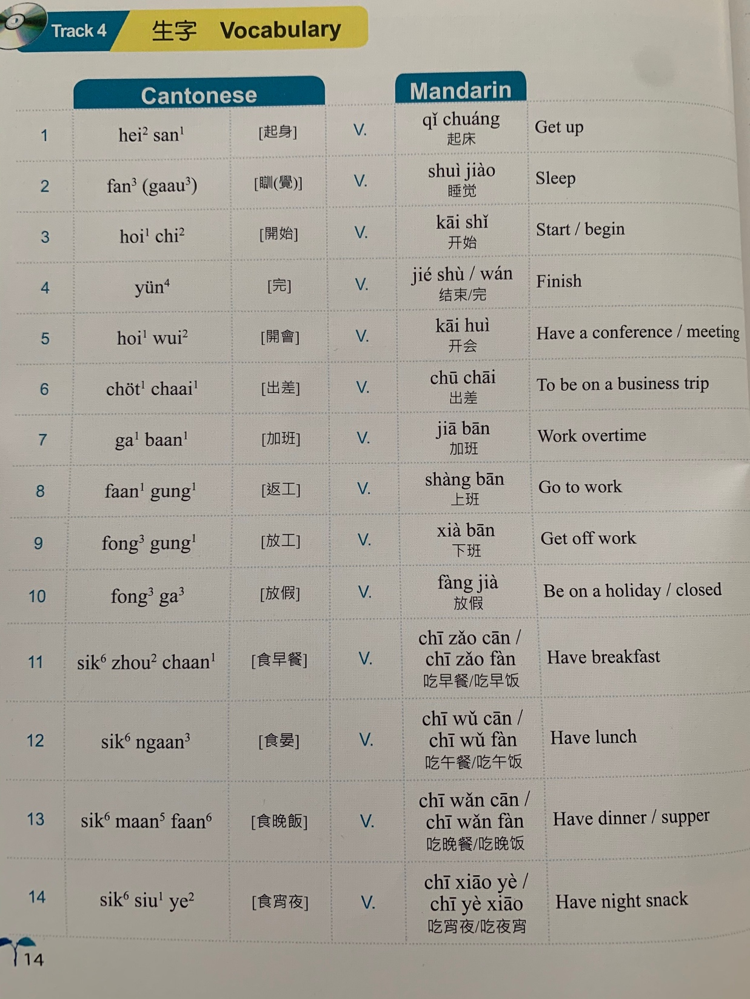 Track 4 生字 Vocabulary
Cantonese Mandarin
1 hei² san¹ [起身] V. qǐ chuáng Get up
起床
2 fan³ (gaau³) [瞓(覺)] V. shuì jiào Sleep
睡觉
3 hoi¹ chi² [開始] V. kāi shǐ Start / begin
开始
4 yün⁴ [完] V. jié shù / wán Finish
结束/完
5 hoi¹ wui² [開會] V. kāi huì Have a conference / meeting
开会
6 chöt¹ chaai¹ [出差] V. chū chāi To be on a business trip
出差
7 ga¹ baan¹ [加班] V. jiā bān Work overtime
加班
8 faan¹ gung¹ [返工] V. shàng bān Go to work
上班
9 fong³ gung¹ [放工] V. xià bān Get off work
下班
10 fong³ ga³ [放假] V. fàng jià Be on a holiday / closed
放假
11 sik⁶ zhou² chaan¹ [食早餐] V. chī zǎo cān / Have breakfast
chī zǎo fàn
吃早餐/吃早饭
12 sik⁶ ngaan³ [食晏] V. chī wǔ cān / Have lunch
chī wǔ fàn
吃午餐/吃午饭
13 sik⁶ maan⁵ faan⁶ [食晚飯] V. chī wǎn cān / Have dinner / supper
chī wǎn fàn
吃晚餐/吃晚饭
14 sik⁶ siu¹ ye² [食宵夜] V. chī xiāo yè / Have night snack
chī yè xiāo
吃宵夜/吃夜宵
14